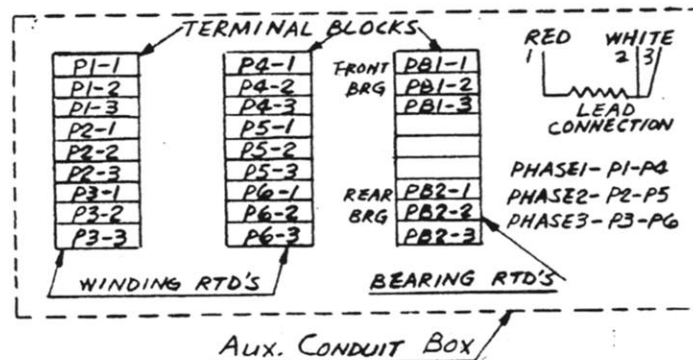 TERMINAL BLOCKS
P1-1
P1-2
P1-3
P2-1
P2-2
P2-3
P3-1
P3-2
P3-3
P4-1
P4-2
P4-3
P5-1
P5-2
P5-3
P6-1
P6-2
P6-3
FRONT
BRG
PB1-1
PB1-2
PB1-3
REAR
BRG
PB2-1
PB2-2
PB2-3
RED WHITE
1 2 3
LEAD
CONNECTION
PHASE1-P1-P4
PHASE2-P2-P5
PHASE3-P3-P6
WINDING RTD'S
BEARING RTD'S
AUX. CONDUIT BOX